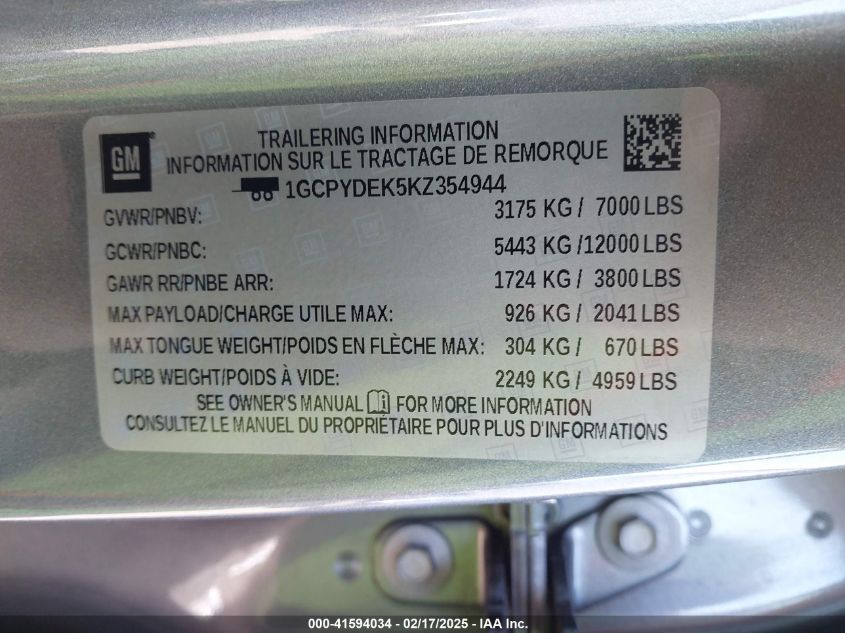 GM
TRAILERING INFORMATION
INFORMATION SUR LE TRACTAGE DE REMORQUE
1GCPYDEK5KZ354944
GVWR/PNBV: 3175 KG / 7000 LBS
GCWR/PNBC: 5443 KG /12000 LBS
GAWR RR/PNBE ARR: 1724 KG / 3800 LBS
MAX PAYLOAD/CHARGE UTILE MAX: 926 KG / 2041 LBS
MAX TONGUE WEIGHT/POIDS EN FLÈCHE MAX: 304 KG / 670 LBS
CURB WEIGHT/POIDS À VIDE: 2249 KG / 4959 LBS
SEE OWNER'S MANUAL FOR MORE INFORMATION
CONSULTEZ LE MANUEL DU PROPRIÉTAIRE POUR PLUS D'INFORMATIONS
000-41594034 - 02/17/2025 - IAA Inc.